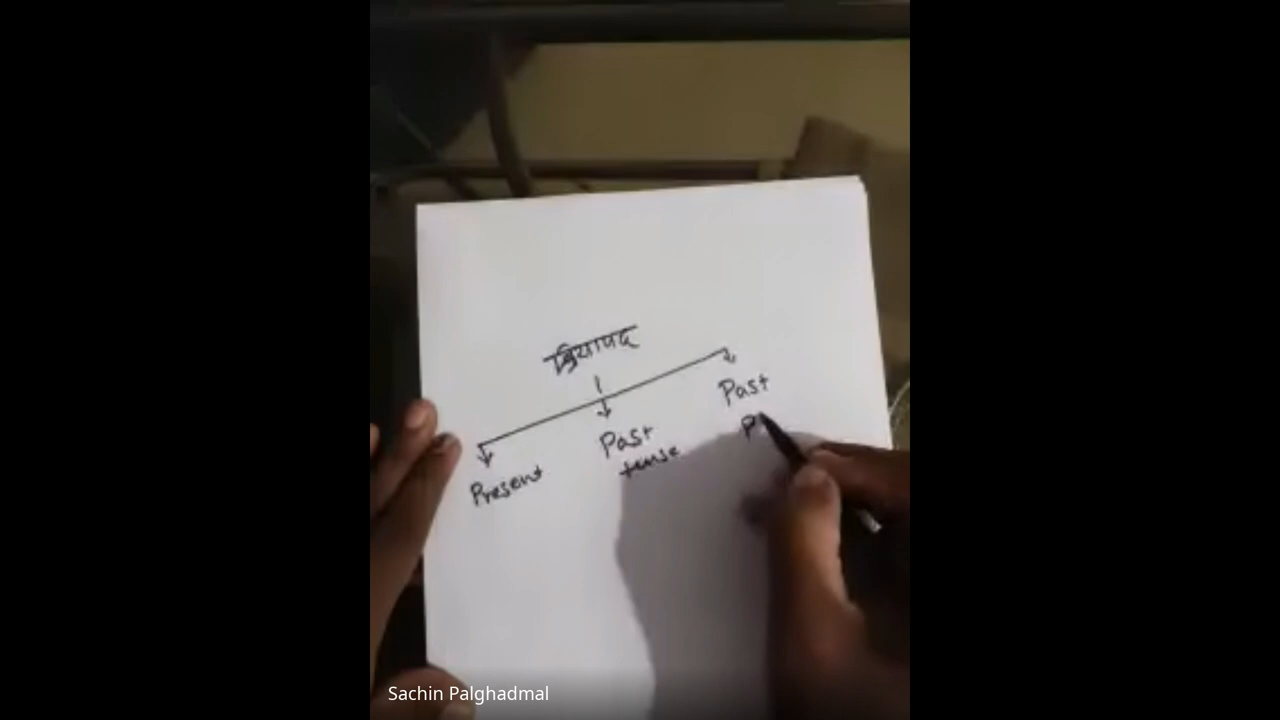 क्रियापद
Present
Past
tense
Past
P
Sachin Palghadmal